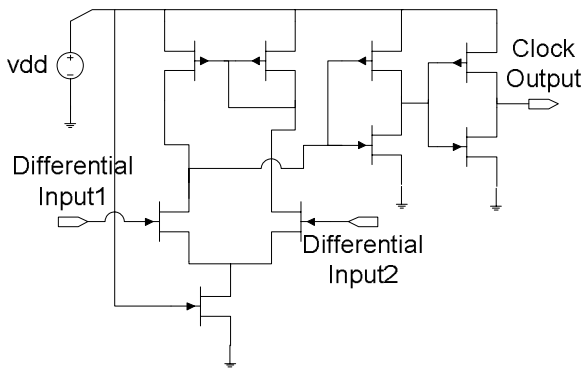 vdd
Clock
Output
Differential
Input1
Differential
Input2